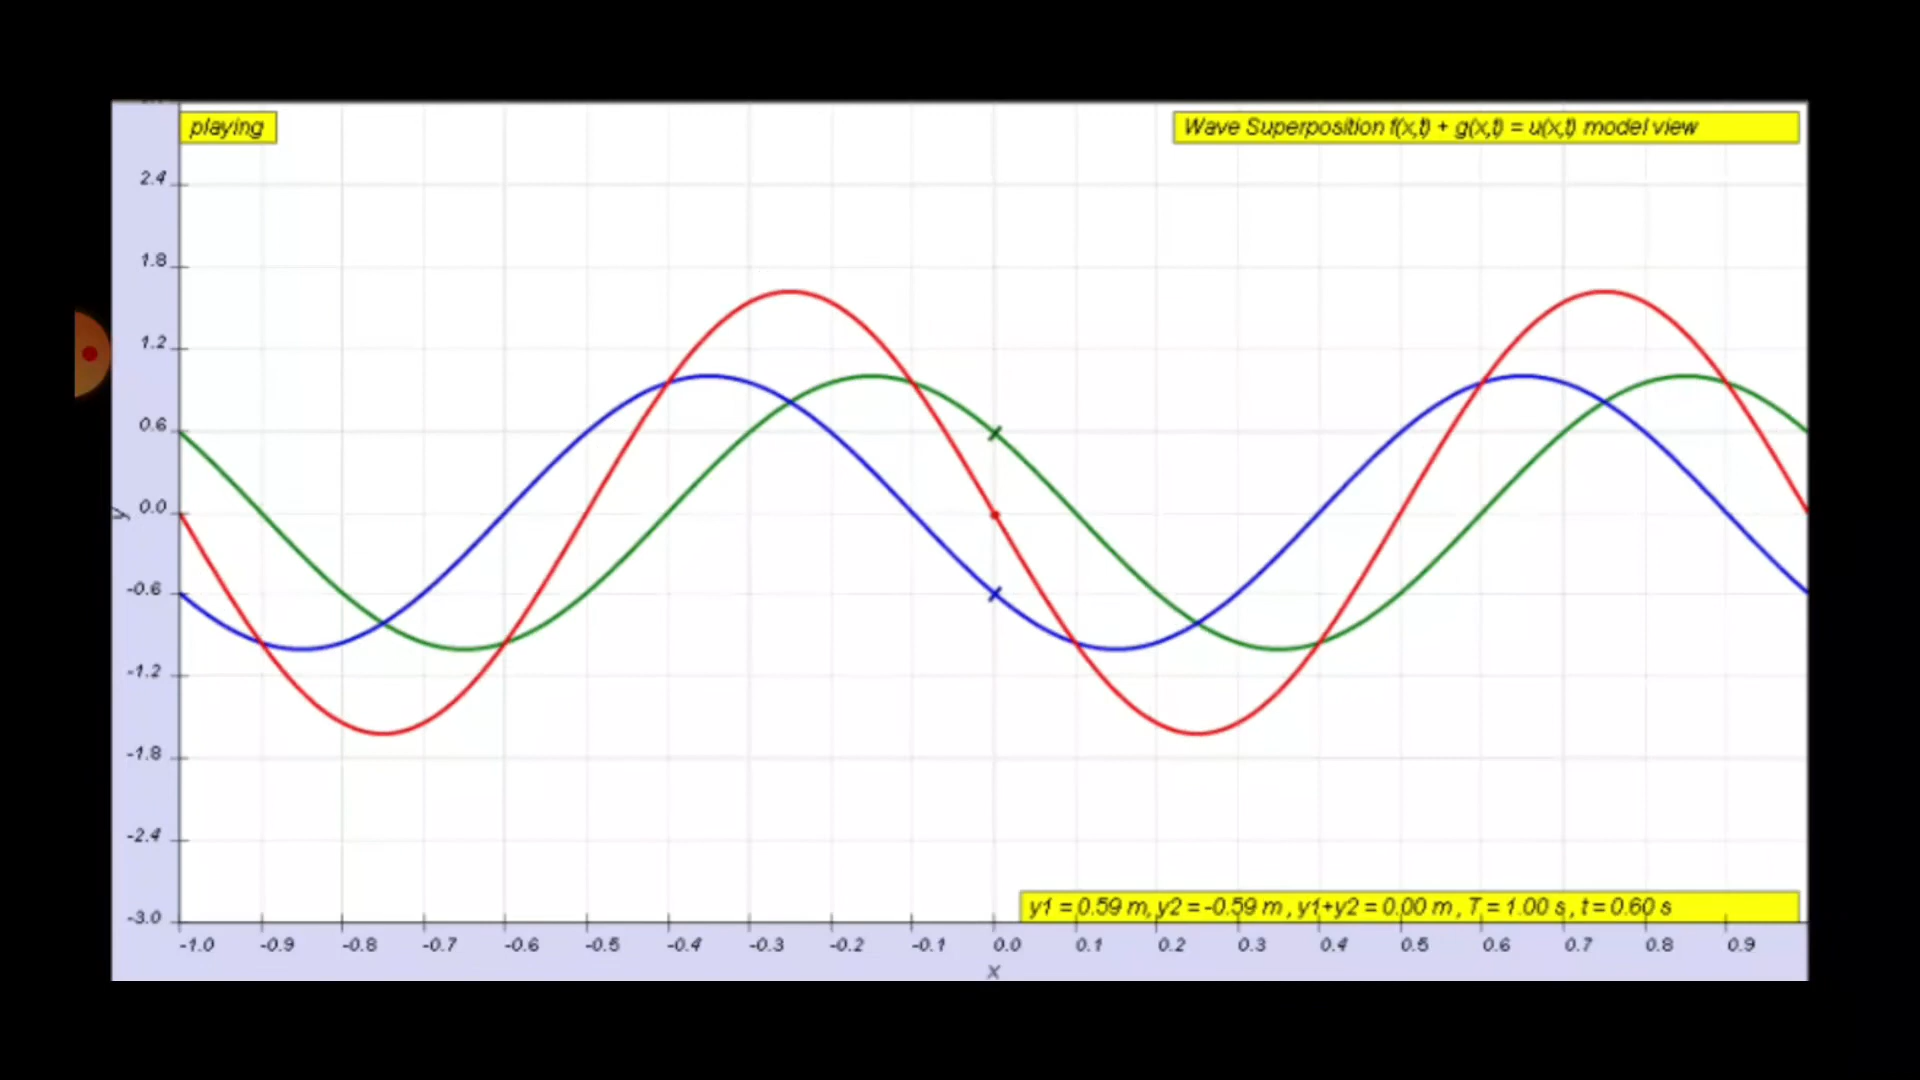 playing
Wave Superposition f(x,t) + g(x,t) = u(x,t) model view
2.4
1.8
1.2
0.6
0.0
y
-0.6
-1.2
-1.8
-2.4
-3.0
y1 = 0.59 m, y2 = -0.59 m , y1+y2 = 0.00 m , T = 1.00 s , t = 0.60 s
-1.0 -0.9 -0.8 -0.7 -0.6 -0.5 -0.4 -0.3 -0.2 -0.1 0.0 0.1 0.2 0.3 0.4 0.5 0.6 0.7 0.8 0.9
x